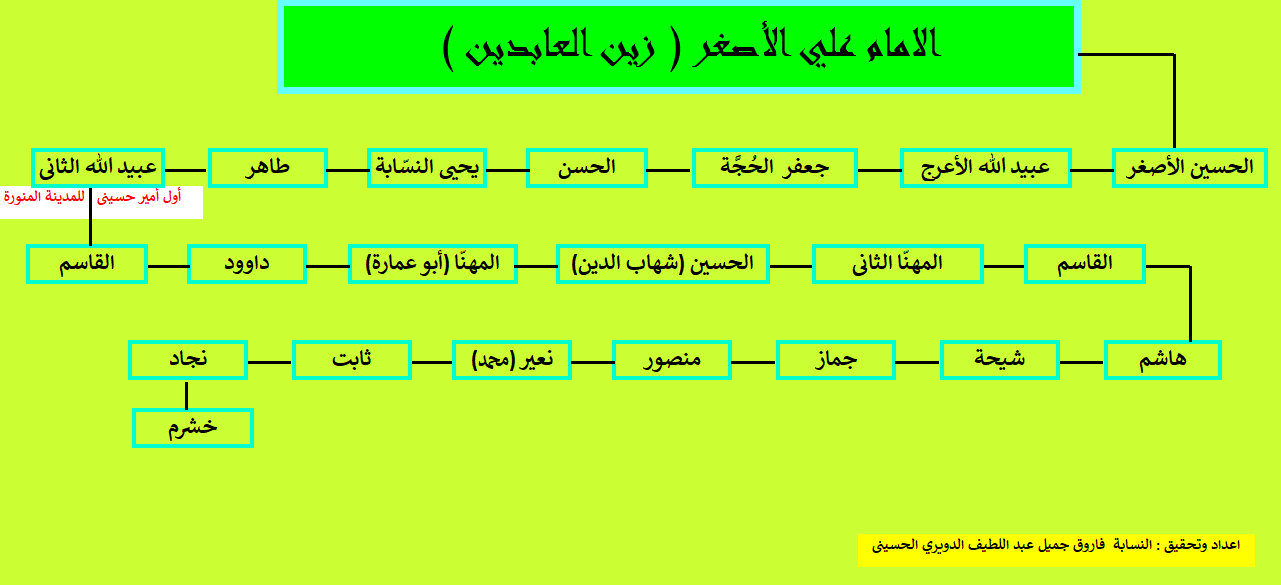 الامام علي الأصغر ( زين العابدين )
الحسين الأصغر
عبيد الله الأعرج
جعفر الحُجَّة
الحسن
يحيى النسّابة
طاهر
عبيد الله الثانى
أول أمير حسينى للمدينة المنورة
القاسم
داوود
المهنّا (أبو عمارة)
الحسين (شهاب الدين)
المهنّا الثانى
القاسم
هاشم
شيحة
جماز
منصور
نعير (محمد)
ثابت
نجاد
خشرم
اعداد وتحقيق : النسابة فاروق جميل عبد اللطيف الدويري الحسينى